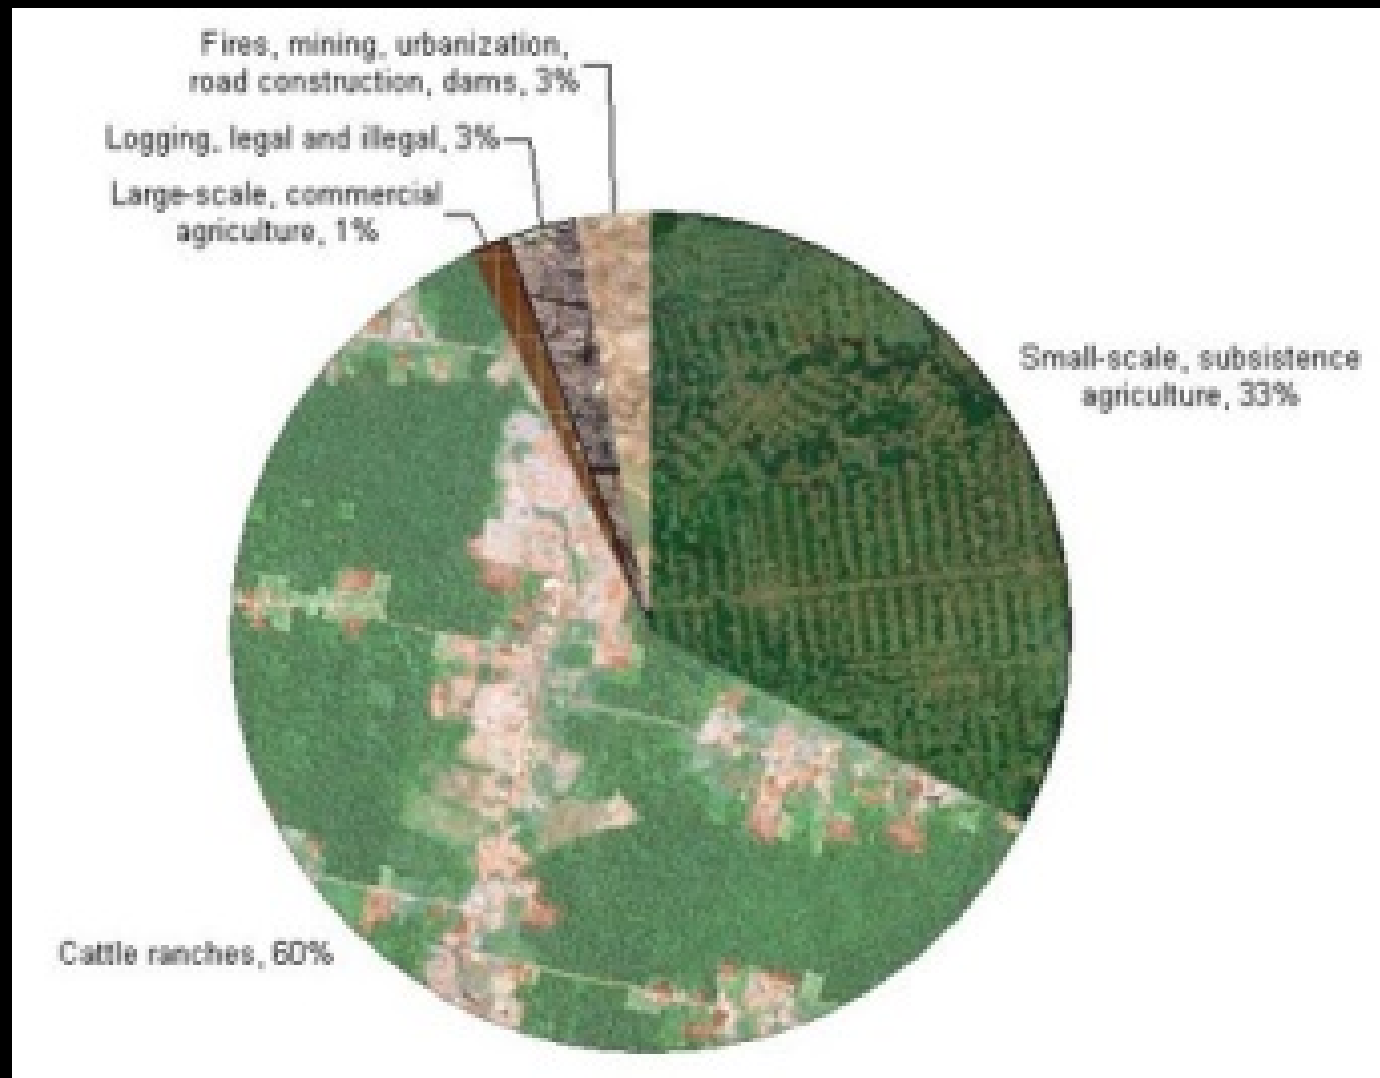 Fires, mining, urbanization,
road construction, dams, 3%
Logging, legal and illegal, 3%
Large-scale, commercial
agriculture, 1%
Small-scale, subsistence
agriculture, 33%
Cattle ranches, 60%